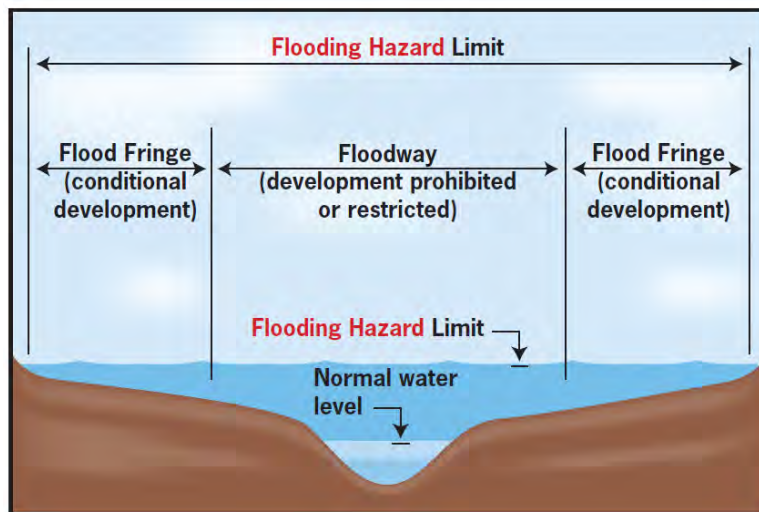 Flooding Hazard Limit
Flood Fringe
(conditional
development)
Floodway
(development prohibited
or restricted)
Flood Fringe
(conditional
development)
Flooding Hazard Limit
Normal water
level